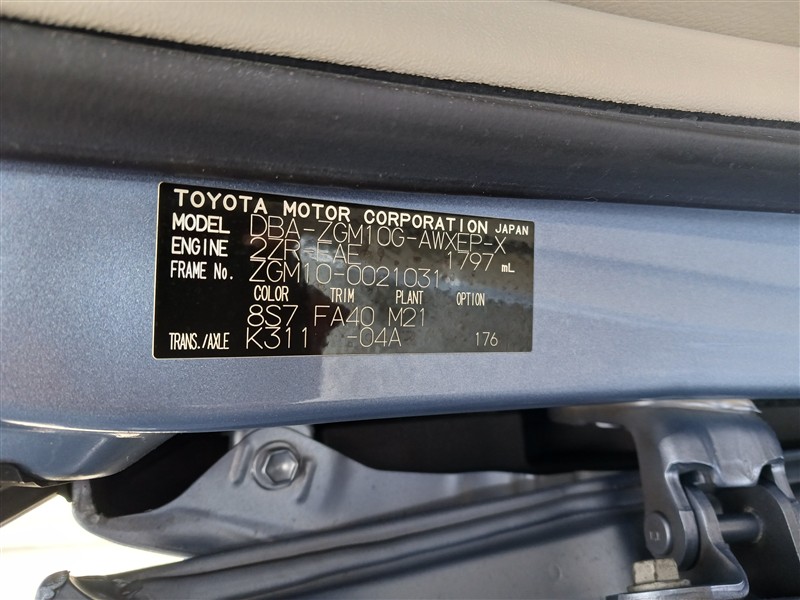 TOYOTA MOTOR CORPORATION JAPAN
MODEL DBA-ZGM10G-AWXEP-X
ENGINE 2ZR-FAE 1797 mL
FRAME No. ZGM10-0021031
COLOR TRIM PLANT OPTION
8S7 FA40 M21
TRANS./AXLE K311 -04A 176